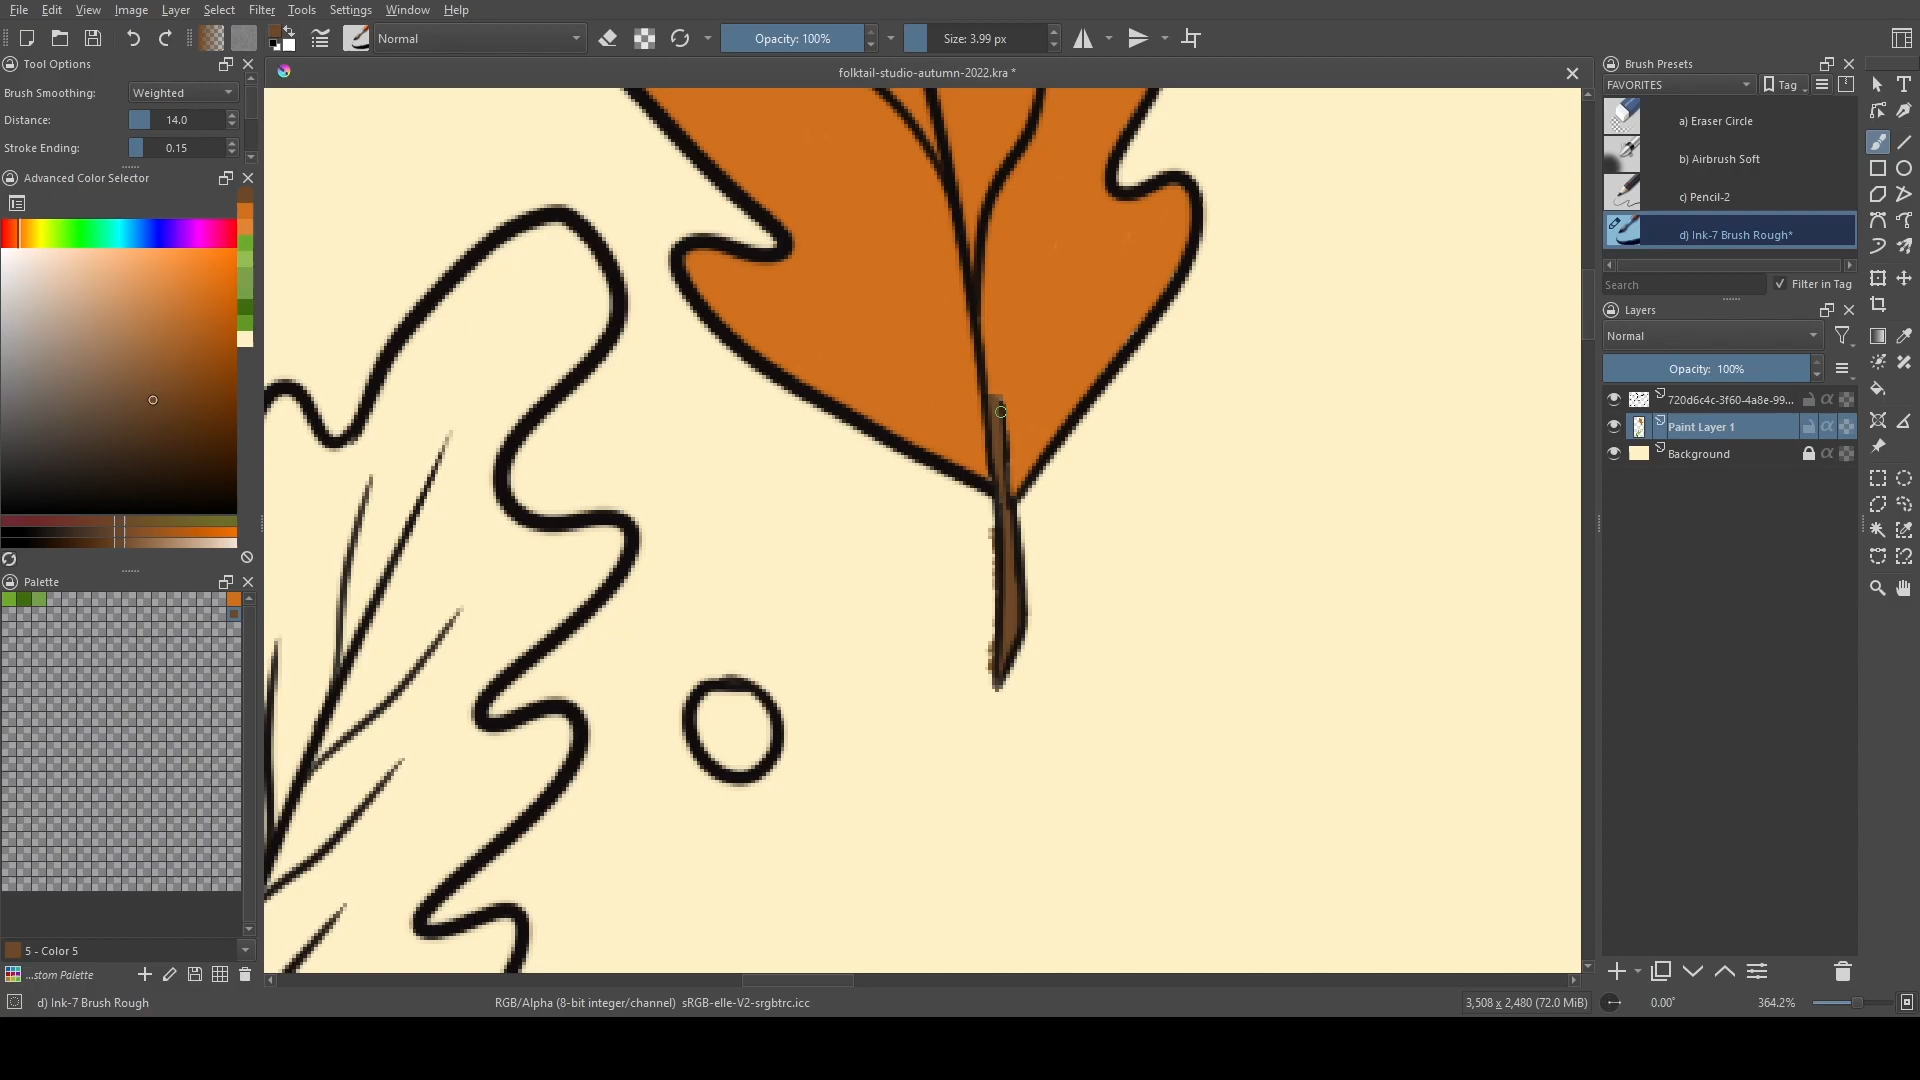 File Edit View Image Layer Select Filter Tools Settings Window Help
Normal
Opacity: 100%
Size: 3.99 px
Tool Options
folktail-studio-autumn-2022.kra *
Brush Presets
Brush Smoothing: Weighted
FAVORITES
Tag
Distance: 14.0
a) Eraser Circle
Stroke Ending: 0.15
b) Airbrush Soft
Advanced Color Selector
c) Pencil-2
d) Ink-7 Brush Rough*
Search
Filter in Tag
Layers
Normal
Opacity: 100%
720d6c4c-3f60-4a8e-99...
Paint Layer 1
Background
Palette
5 - Color 5
...stom Palette
d) Ink-7 Brush Rough
RGB/Alpha (8-bit integer/channel) sRGB-elle-V2-srgbtrc.icc
3,508 x 2,480 (72.0 MiB)
0.00°
364.2%